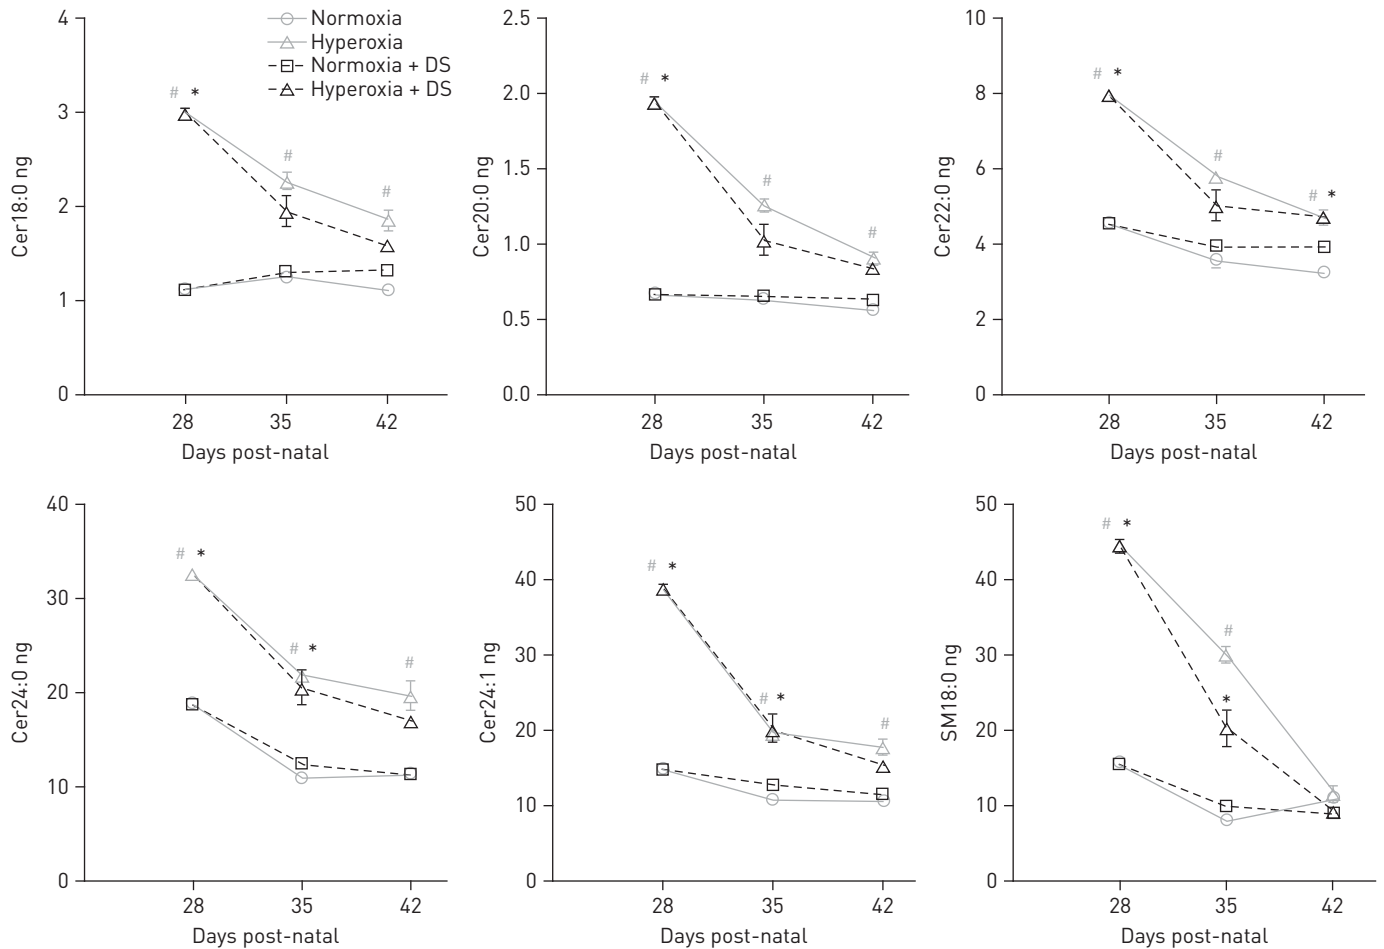 Normoxia
Hyperoxia
Normoxia + DS
Hyperoxia + DS
Cer18:0 ng
4
3
2
1
0
# *
#
#
28 35 42
Days post-natal
Cer20:0 ng
2.5
2.0
1.5
1.0
0.5
0.0
# *
#
#
28 35 42
Days post-natal
Cer22:0 ng
10
8
6
4
2
0
# *
#
# *
28 35 42
Days post-natal
Cer24:0 ng
40
30
20
10
0
# *
# *
#
28 35 42
Days post-natal
Cer24:1 ng
50
40
30
20
10
0
# *
# *
#
28 35 42
Days post-natal
SM18:0 ng
50
40
30
20
10
0
# *
#
*
28 35 42
Days post-natal